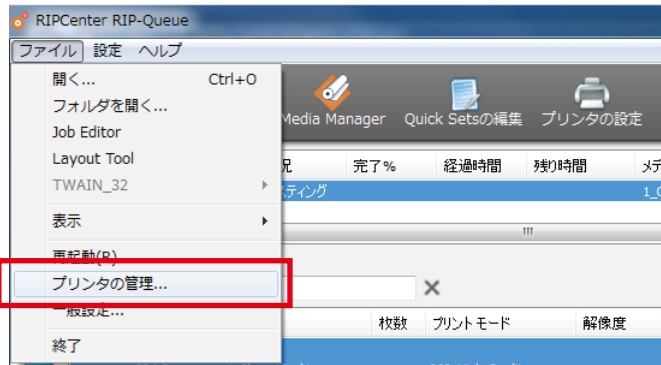 RIPCenter RIP-Queue
ファイル 設定 ヘルプ
開く... Ctrl+O
フォルダを開く...
Job Editor
Layout Tool
TWAIN_32
表示
再起動(R)
プリンタの管理...
一般設定...
終了
Media Manager Quick Setsの編集 プリンタの設定
況 完了% 経過時間 残り時間 メデ
スティング
枚数 プリント モード 解像度